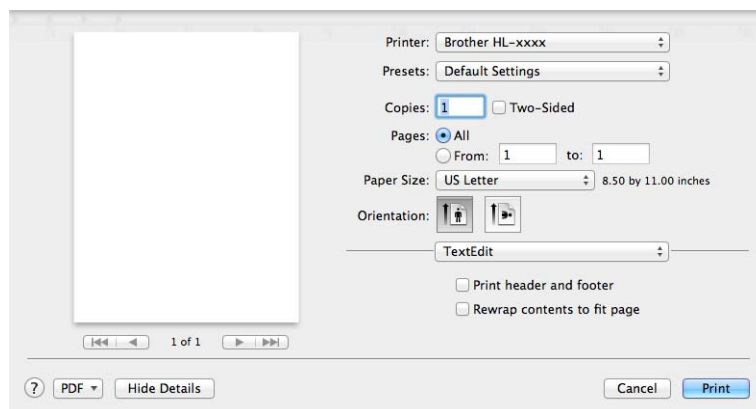 Printer: Brother HL-xxxx
Presets: Default Settings
Copies: 1 Two-Sided
Pages: All
From: 1 to: 1
Paper Size: US Letter 8.50 by 11.00 inches
Orientation:
TextEdit
Print header and footer
Rewrap contents to fit page
1 of 1
? PDF Hide Details Cancel Print